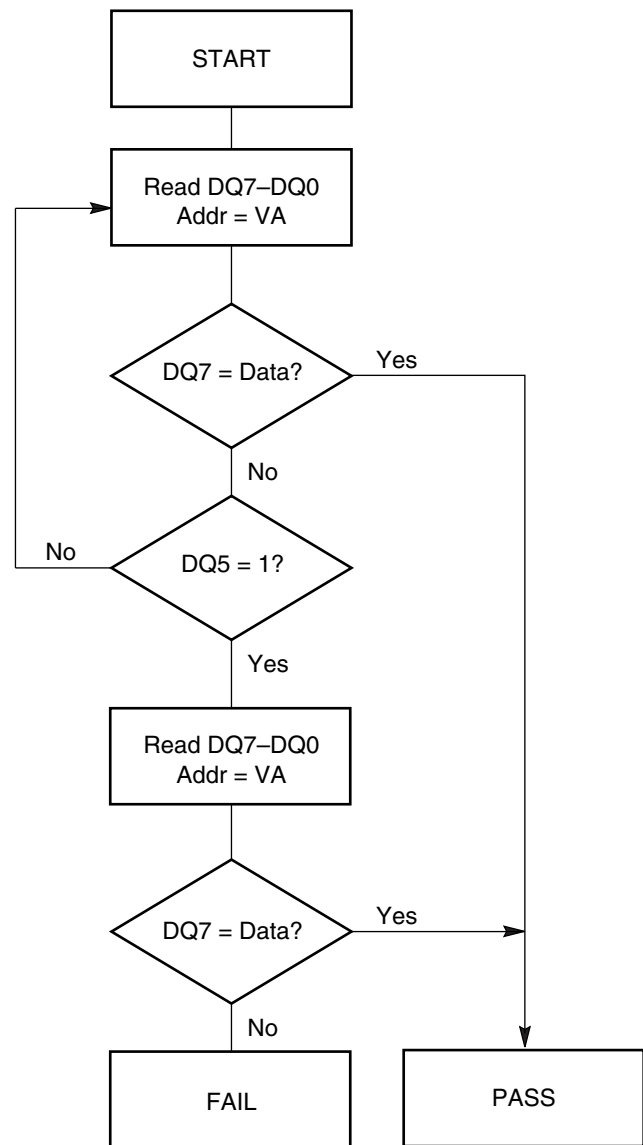 START
Read DQ7–DQ0
Addr = VA
DQ7 = Data?
Yes
No
No
DQ5 = 1?
Yes
Read DQ7–DQ0
Addr = VA
DQ7 = Data?
Yes
No
FAIL
PASS